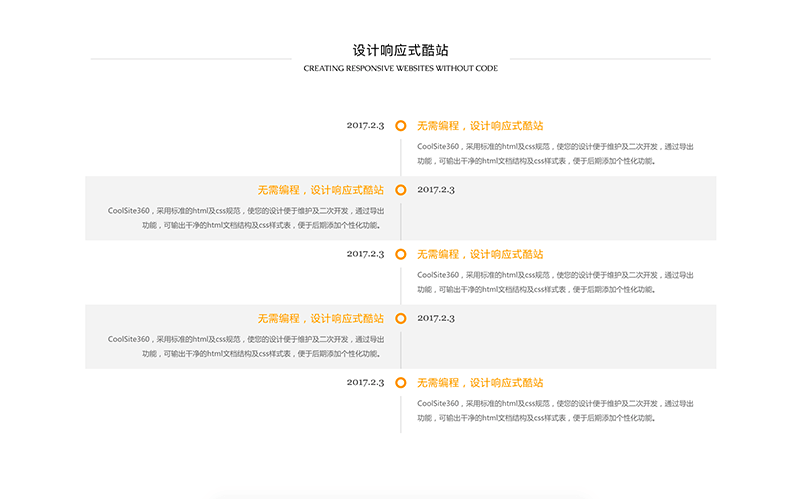 设计响应式酷站
CREATING RESPONSIVE WEBSITES WITHOUT CODE
2017.2.3
无需编程，设计响应式酷站
CoolSite360，采用标准的html及css规范，使您的设计便于维护及二次开发，通过导出
功能，可输出干净的html文档结构及css样式表，便于后期添加个性化功能。
无需编程，设计响应式酷站
2017.2.3
CoolSite360，采用标准的html及css规范，使您的设计便于维护及二次开发，通过导出
功能，可输出干净的html文档结构及css样式表，便于后期添加个性化功能。
2017.2.3
无需编程，设计响应式酷站
CoolSite360，采用标准的html及css规范，使您的设计便于维护及二次开发，通过导出
功能，可输出干净的html文档结构及css样式表，便于后期添加个性化功能。
无需编程，设计响应式酷站
2017.2.3
CoolSite360，采用标准的html及css规范，使您的设计便于维护及二次开发，通过导出
功能，可输出干净的html文档结构及css样式表，便于后期添加个性化功能。
2017.2.3
无需编程，设计响应式酷站
CoolSite360，采用标准的html及css规范，使您的设计便于维护及二次开发，通过导出
功能，可输出干净的html文档结构及css样式表，便于后期添加个性化功能。